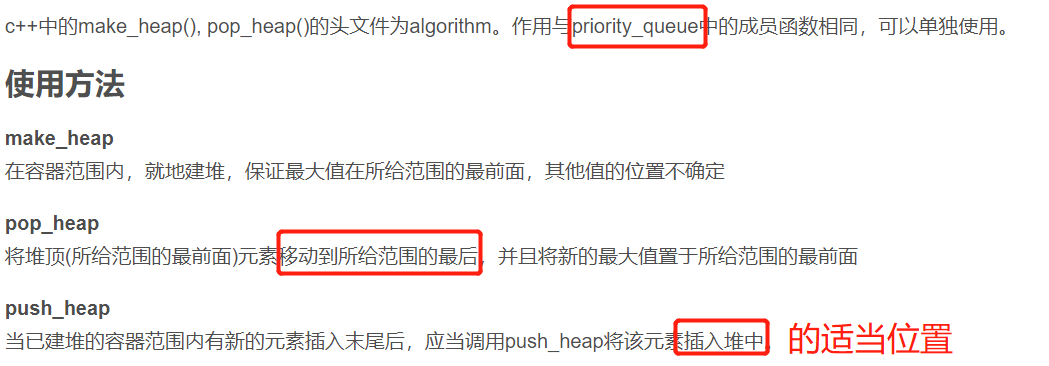 c++中的make_heap(), pop_heap()的头文件为algorithm。作用与priority_queue中的成员函数相同，可以单独使用。
使用方法
make_heap
在容器范围内，就地建堆，保证最大值在所给范围的最前面，其他值的位置不确定
pop_heap
将堆顶(所给范围的最前面)元素移动到所给范围的最后，并且将新的最大值置于所给范围的最前面
push_heap
当已建堆的容器范围内有新的元素插入末尾后，应当调用push_heap将该元素插入堆中。的适当位置